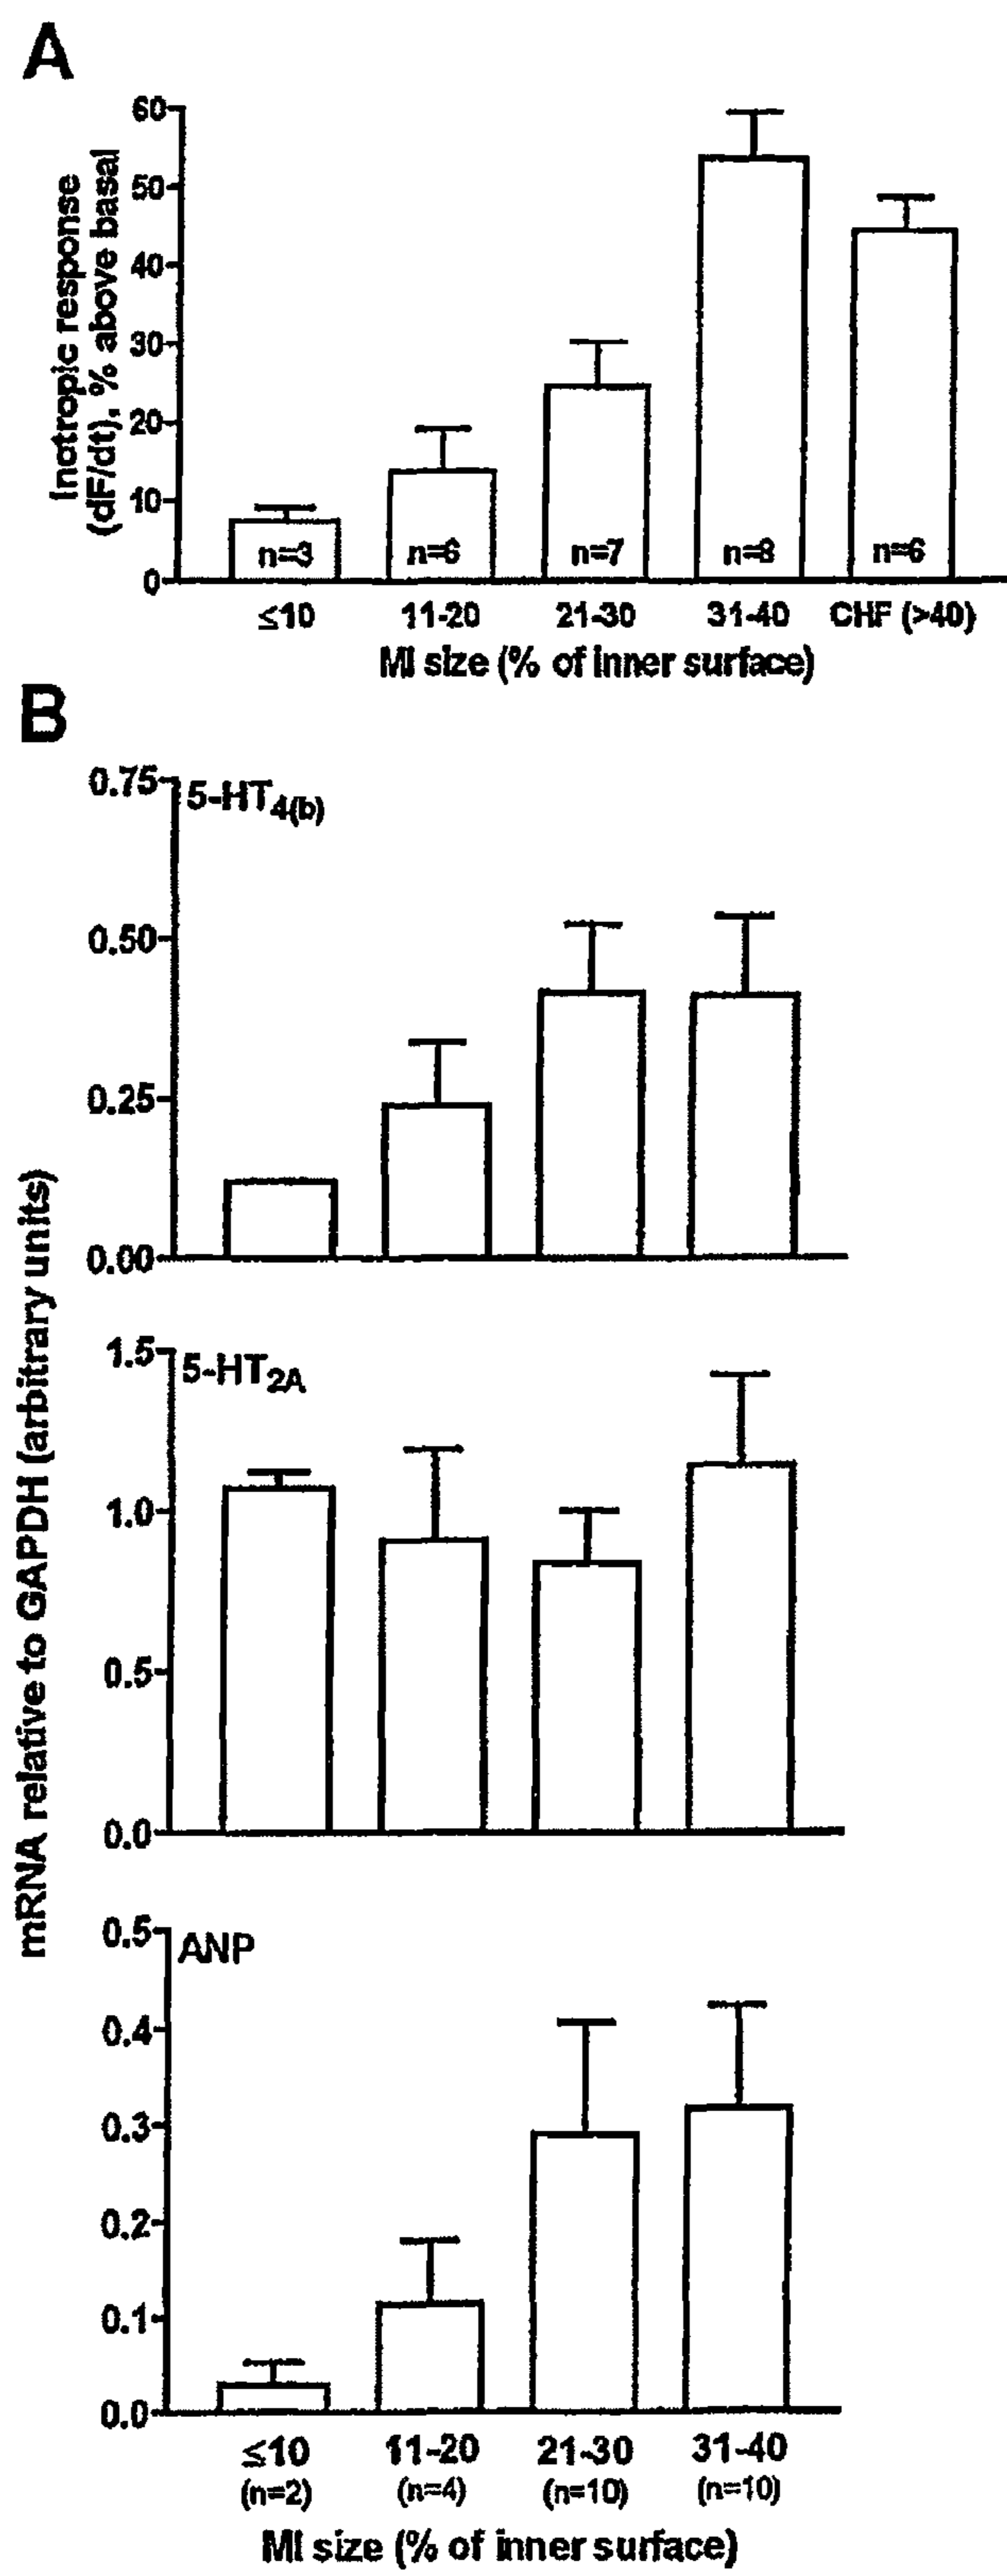 A
Inotropic response
(dF/dt), % above basal
60
50
40
30
20
10
0
n=3 n=6 n=7 n=8 n=6
≤10 11-20 21-30 31-40 CHF (>40)
MI size (% of inner surface)
B
mRNA relative to GAPDH (arbitrary units)
5-HT4(b)
0.75
0.50
0.25
0.00
5-HT2A
1.5
1.0
0.5
0.0
ANP
0.5
0.4
0.3
0.2
0.1
0.0
≤10 11-20 21-30 31-40
(n=2) (n=4) (n=10) (n=10)
MI size (% of inner surface)